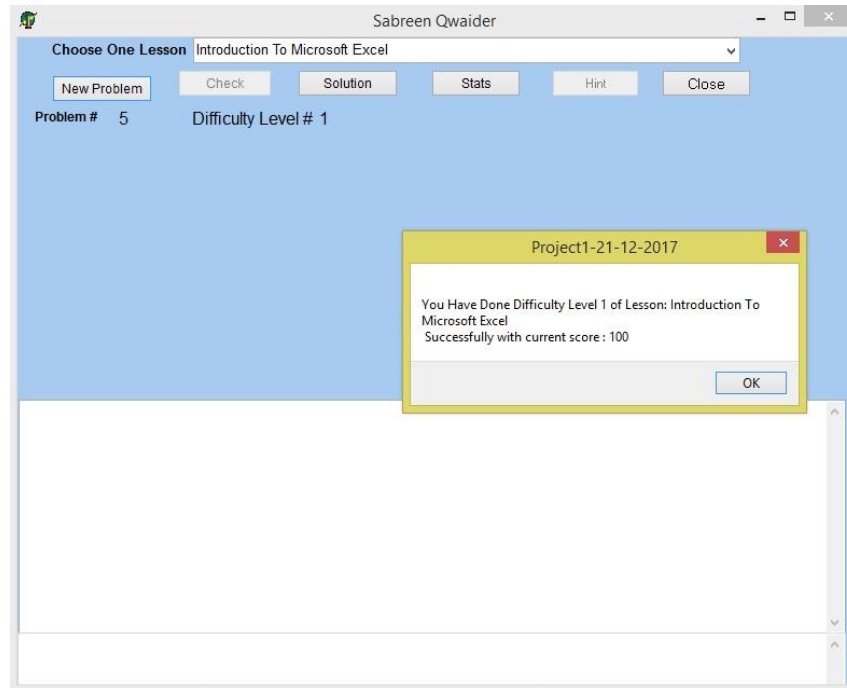 Sabreen Qwaider
Choose One Lesson Introduction To Microsoft Excel
New Problem Check Solution Stats Hint Close
Problem # 5 Difficulty Level # 1
Project1-21-12-2017
You Have Done Difficulty Level 1 of Lesson: Introduction To
Microsoft Excel
Successfully with current score : 100
OK